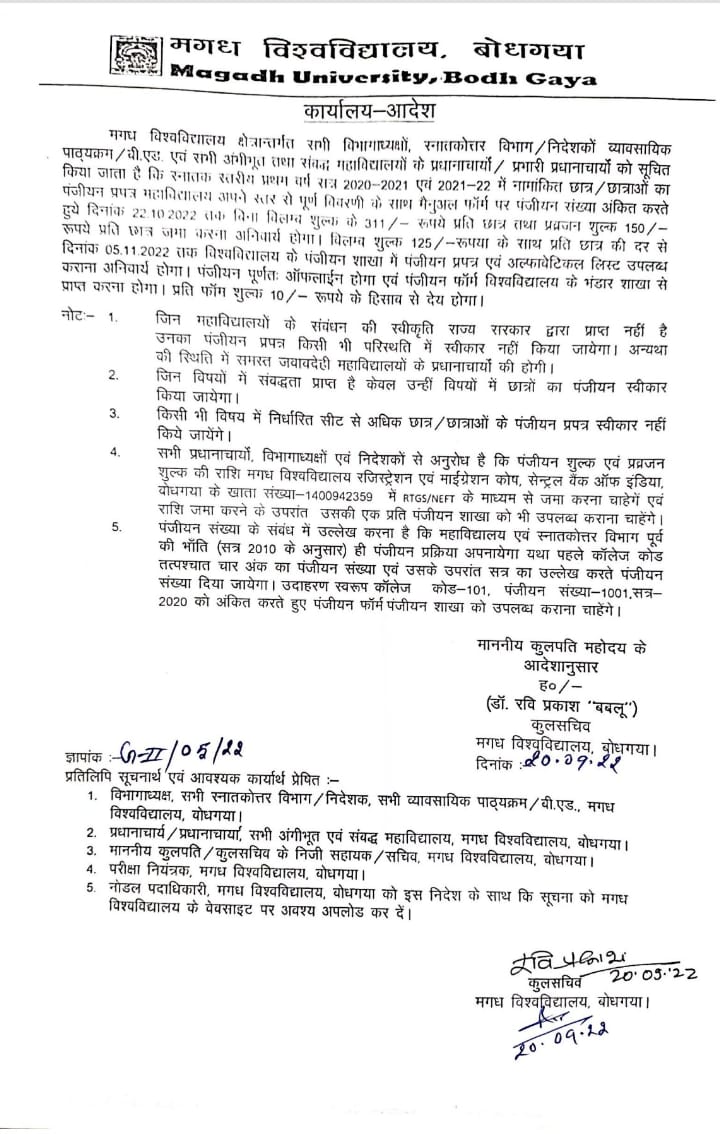 मगध विश्वविद्यालय, बोधगया
Magadh University, Bodh Gaya
कार्यालय–आदेश
मगध विश्वविद्यालय क्षेत्रान्तर्गत सभी विभागाध्यक्षों, स्नातकोत्तर विभाग/निदेशकों व्यावसायिक
पाठ्यक्रम/बी.एड. एवं सभी अंगीभूत तथा संबद्ध महाविद्यालयों के प्रधानाचार्यो/ प्रभारी प्रधानाचार्यो को सूचित
किया जाता है कि स्नातक स्तरीय प्रथम वर्ष सत्र 2020-2021 एवं 2021-22 में नामांकित छात्र/छात्राओं का
पंजीयन प्रपत्र महाविद्यालय अपने स्तर से पूर्ण विवरणी के साथ मैनुअल फॉर्म पर पंजीयन संख्या अंकित करते
हुये दिनांक 22.10.2022 तक बिना विलम्ब शुल्क के 311/– रूपये प्रति छात्र तथा प्रव्रजन शुल्क 150/–
रूपये प्रति छात्र जमा करना अनिवार्य होगा। विलम्ब शुल्क 125/–रूपया के साथ प्रति छात्र की दर से
दिनांक 05.11.2022 तक विश्वविद्यालय के पंजीयन शाखा में पंजीयन प्रपत्र एवं अल्फावेटिकल लिस्ट उपलब्ध
कराना अनिवार्य होगा। पंजीयन पूर्णतः ऑफलाईन होगा एवं पंजीयन फॉर्म विश्वविद्यालय के भंडार शाखा से
प्राप्त करना होगा। प्रति फॉम शुल्क 10/– रूपये के हिसाब से देय होगा।
नोटः– 1. जिन महाविद्यालयों के संबंधन की स्वीकृति राज्य सरकार द्वारा प्राप्त नहीं है
उनका पंजीयन प्रपत्र किसी भी परिस्थति में स्वीकार नहीं किया जायेगा। अन्यथा
की स्थिति में समस्त जवावदेही महाविद्यालयों के प्रधानाचार्यो की होगी।
2. जिन विषयों में संवद्धता प्राप्त है केवल उन्हीं विषयों में छात्रों का पंजीयन स्वीकार
किया जायेगा।
3. किसी भी विषय में निर्धारित सीट से अधिक छात्र/छात्राओं के पंजीयन प्रपत्र स्वीकार नहीं
किये जायेंगे।
4. सभी प्रधानाचार्यो, विभागाध्यक्षों एवं निदेशकों से अनुरोध है कि पंजीयन शुल्क एवं प्रव्रजन
शुल्क की राशि मगध विश्वविद्यालय रजिस्ट्रेशन एवं माईग्रेशन कोष, सेन्ट्रल बैंक ऑफ इंडिया,
बोधगया के खाता संख्या–1400942359 में RTGS/NEFT के माध्यम से जमा करना चाहेगें एवं
राशि जमा करने के उपरांत उसकी एक प्रति पंजीयन शाखा को भी उपलब्ध कराना चाहेंगे।
5. पंजीयन संख्या के संबंध में उल्लेख करना है कि महाविद्यालय एवं स्नातकोत्तर विभाग पूर्व
की भॉति (सत्र 2010 के अनुसार) ही पंजीयन प्रक्रिया अपनायेगा यथा पहले कॉलेज कोड
तत्पश्चात चार अंक का पंजीयन संख्या एवं उसके उपरांत सत्र का उल्लेख करते पंजीयन
संख्या दिया जायेगा। उदाहरण स्वरूप कॉलेज कोड–101, पंजीयन संख्या–1001,सत्र–
2020 को अंकित करते हुए पंजीयन फॉर्म पंजीयन शाखा को उपलब्ध कराना चाहेंगे।
माननीय कुलपति महोदय के
आदेशानुसार
ह०/–
(डॉ. रवि प्रकाश "बबलू")
कुलसचिव
मगध विश्वविद्यालय, बोधगया।
ज्ञापांक :– G-II/05/22
दिनांक :20.09.22
प्रतिलिपि सूचनार्थ एवं आवश्यक कार्यार्थ प्रेषित :–
1. विभागाध्यक्ष, सभी स्नातकोत्तर विभाग/निदेशक, सभी व्यावसायिक पाठ्यक्रम/बी.एड., मगध
विश्वविद्यालय, बोधगया।
2. प्रधानाचार्य/प्रधानाचार्या, सभी अंगीभूत एवं संबद्ध महाविद्यालय, मगध विश्वविद्यालय, बोधगया।
3. माननीय कुलपति/कुलसचिव के निजी सहायक/सचिव, मगध विश्वविद्यालय, बोधगया।
4. परीक्षा नियंत्रक, मगध विश्वविद्यालय, बोधगया।
5. नोडल पदाधिकारी, मगध विश्वविद्यालय, बोधगया को इस निदेश के साथ कि सूचना को मगध
विश्वविद्यालय के वेवसाइट पर अवश्य अपलोड कर दें।
रवि प्रकाश
20.09.22
कुलसचिव
मगध विश्वविद्यालय, बोधगया।
20.09.22